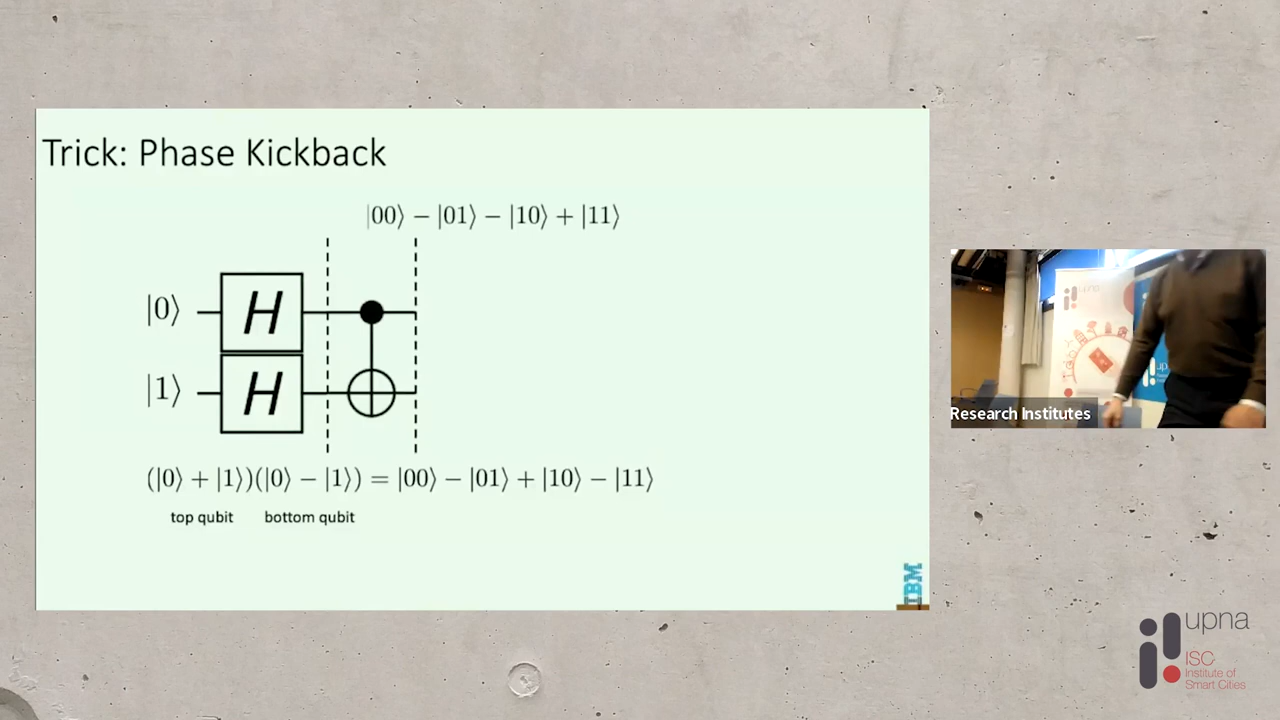 Trick: Phase Kickback
|00⟩ − |01⟩ − |10⟩ + |11⟩
|0⟩ H
|1⟩ H
(|0⟩ + |1⟩)(|0⟩ − |1⟩) = |00⟩ − |01⟩ + |10⟩ − |11⟩
top qubit bottom qubit
IBM
upna
Research Institutes
upna
ISC
Institute of
Smart Cities